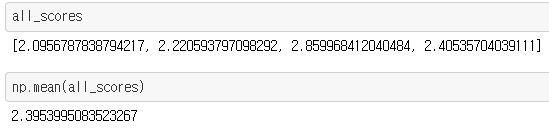 all_scores
[2.0956787838794217, 2.220593797098292, 2.859968412040484, 2.40535704039111]
np.mean(all_scores)
2.3953995083523267